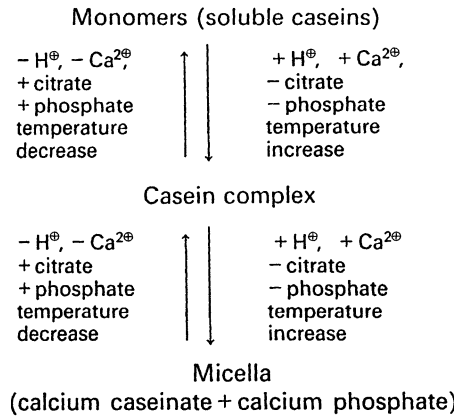 Monomers (soluble caseins)
− H⊕, − Ca²⊕,
+ citrate
+ phosphate
temperature
decrease
+ H⊕, + Ca²⊕,
− citrate
− phosphate
temperature
increase
Casein complex
− H⊕, − Ca²⊕
+ citrate
+ phosphate
temperature
decrease
+ H⊕, + Ca²⊕
− citrate
− phosphate
temperature
increase
Micella
(calcium caseinate + calcium phosphate)